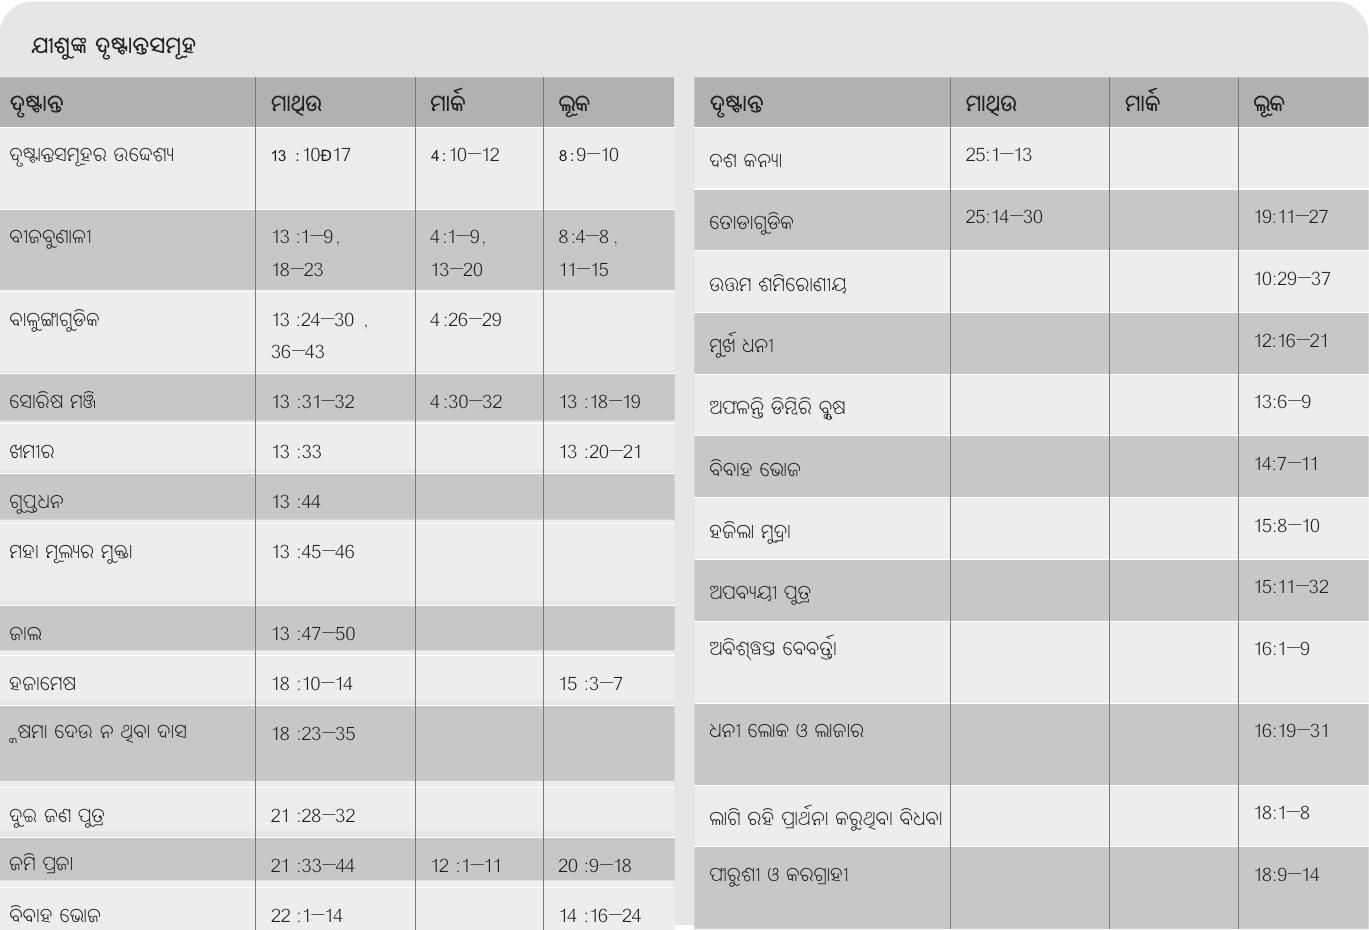 ଯୀଶୁଙ୍କ ଦୃଷ୍ଟାନ୍ତସମୂହ
ଦୃଷ୍ଟାନ୍ତ ମାଥିଉ ମାର୍କ ଲୂକ
ଦୃଷ୍ଟାନ୍ତସମୂହର ଉଦ୍ଦେଶ୍ୟ 13 :10Ð17 4:10—12 8:9—10
ବୀଜବୁଣାଳୀ 13 :1—9, 4:1—9, 8:4—8 ,
18—23 13—20 11—15
ବାଳୁଙ୍ଗାଗୁଡିକ 13 :24—30 , 4:26—29
36—43
ସୋରିଷ ମଞ୍ଜି 13 :31—32 4:30—32 13 :18—19
ଖମୀର 13 :33 13 :20—21
ଗୁପ୍ତଧନ 13 :44
ମହା ମୂଲ୍ୟର ମୁକ୍ତା 13 :45—46
ଜାଲ 13 :47—50
ହଜାମେଷ 18 :10—14 15 :3—7
କ୍ଷମା ଦେଉ ନ ଥିବା ଦାସ 18 :23—35
ଦୁଇ ଜଣ ପୁତ୍ର 21 :28—32
ଜମି ପ୍ରଜା 21 :33—44 12 :1—11 20 :9—18
ବିବାହ ଭୋଜ 22 :1—14 14 :16—24
ଦୃଷ୍ଟାନ୍ତ ମାଥିଉ ମାର୍କ ଲୂକ
ଦଶ କନ୍ୟା 25:1—13
ତୋଡାଗୁଡିକ 25:14—30 19:11—27
ଉତ୍ତମ ଶମିରୋଣୀୟ 10:29—37
ମୁର୍ଖ ଧନୀ 12:16—21
ଅଫଳନ୍ତି ଡିମ୍ବିରି ବୃକ୍ଷ 13:6—9
ବିବାହ ଭୋଜ 14:7—11
ହଜିଲା ମୁଦ୍ରା 15:8—10
ଅପବ୍ୟୟୀ ପୁତ୍ର 15:11—32
ଅବିଶ୍ୱସ୍ତ ବେବର୍ତ୍ତା 16:1—9
ଧନୀ ଲୋକ ଓ ଲାଜାର 16:19—31
ଲାଗି ରହି ପ୍ରାର୍ଥନା କରୁଥିବା ବିଧବା 18:1—8
ଫାରୁଶୀ ଓ କରଗ୍ରାହୀ 18:9—14